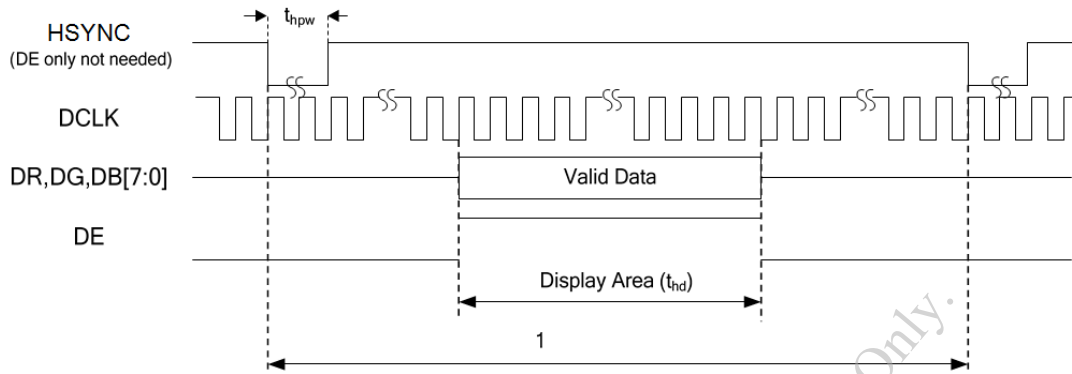 t_hpw
HSYNC
(DE only not needed)
DCLK
DR,DG,DB[7:0]
Valid Data
DE
Display Area (t_hd)
1
Only.